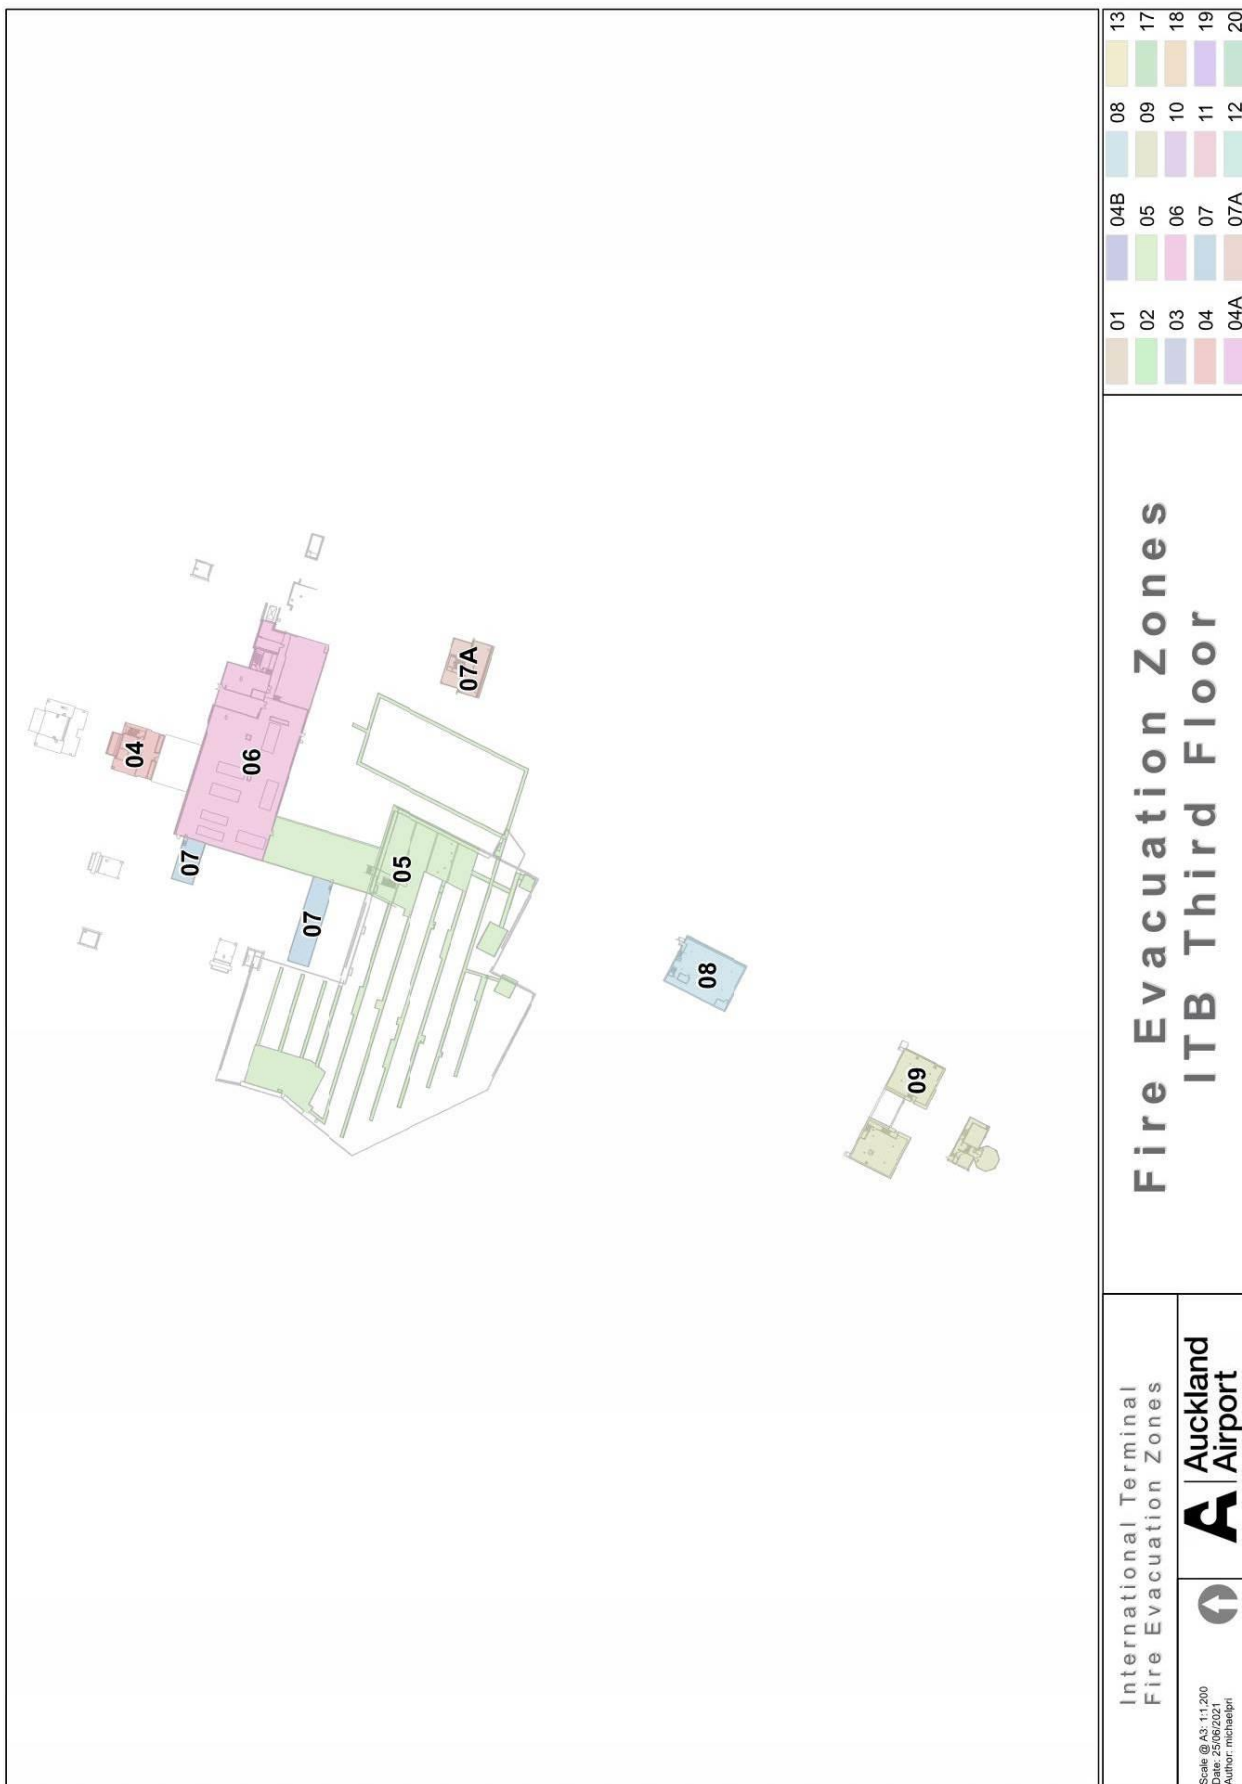 04
07
06
07
05
07A
08
09
International Terminal
Fire Evacuation Zones
Scale @ A3: 1:1,200
Date: 25/06/2021
Author: michaelpri
Auckland
Airport
Fire Evacuation Zones
ITB Third Floor
01 04B 08 13
02 05 09 17
03 06 10 18
04 07 11 19
04A 07A 12 20